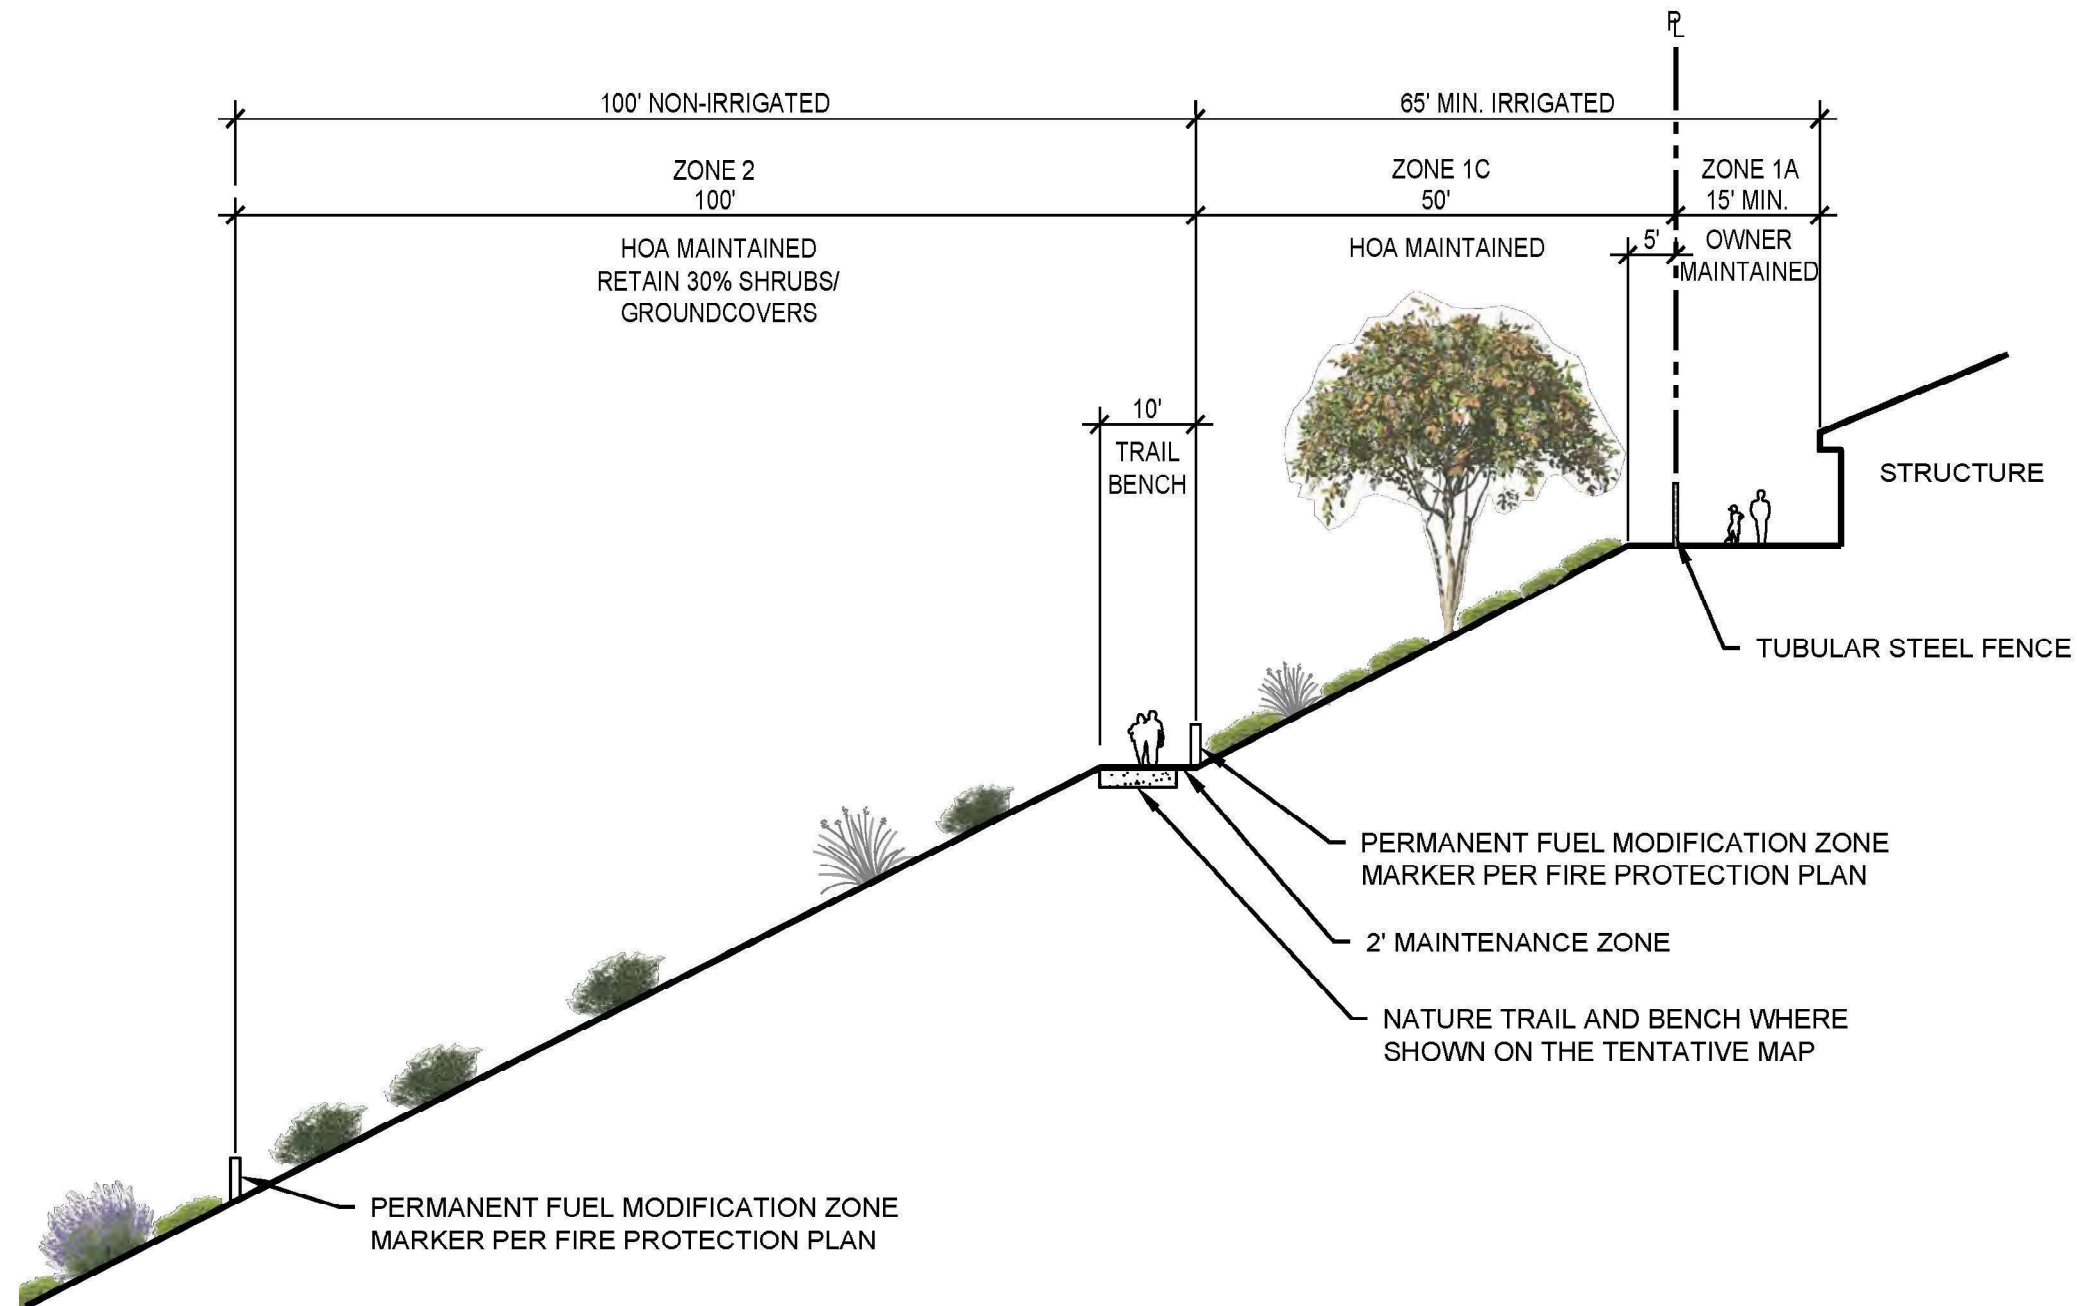 PL
100' NON-IRRIGATED
65' MIN. IRRIGATED
ZONE 2
100'
ZONE 1C
50'
ZONE 1A
15' MIN.
HOA MAINTAINED
RETAIN 30% SHRUBS/
GROUNDCOVERS
HOA MAINTAINED
5'
OWNER
MAINTAINED
10'
TRAIL
BENCH
STRUCTURE
TUBULAR STEEL FENCE
PERMANENT FUEL MODIFICATION ZONE
MARKER PER FIRE PROTECTION PLAN
2' MAINTENANCE ZONE
NATURE TRAIL AND BENCH WHERE
SHOWN ON THE TENTATIVE MAP
PERMANENT FUEL MODIFICATION ZONE
MARKER PER FIRE PROTECTION PLAN